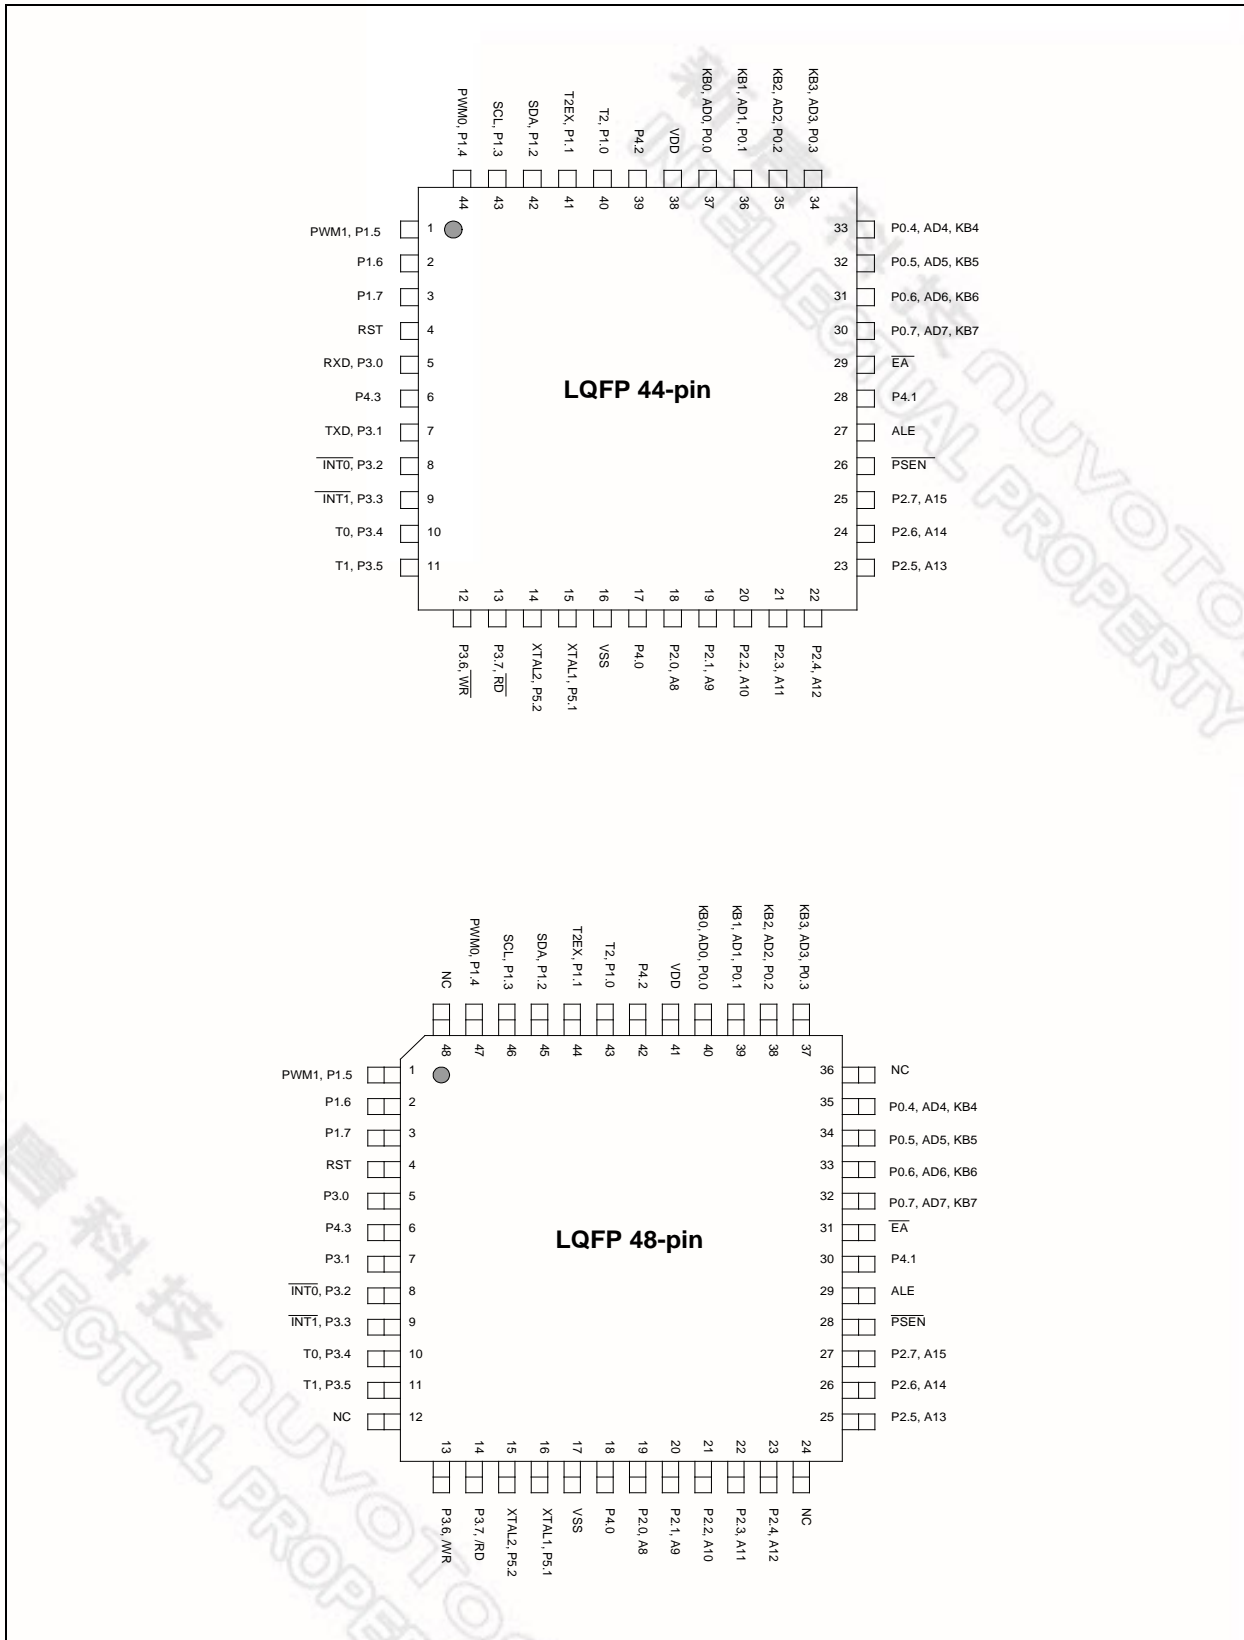 PWM0, P1.4
SCL, P1.3
SDA, P1.2
T2EX, P1.1
T2, P1.0
P4.2
VDD
KB0, AD0, P0.0
KB1, AD1, P0.1
KB2, AD2, P0.2
KB3, AD3, P0.3
44 43 42 41 40 39 38 37 36 35 34
PWM1, P1.5 1 33 P0.4, AD4, KB4
P1.6 2 32 P0.5, AD5, KB5
P1.7 3 31 P0.6, AD6, KB6
RST 4 30 P0.7, AD7, KB7
RXD, P3.0 5 29 EA
LQFP 44-pin
P4.3 6 28 P4.1
TXD, P3.1 7 27 ALE
INT0, P3.2 8 26 PSEN
INT1, P3.3 9 25 P2.7, A15
T0, P3.4 10 24 P2.6, A14
T1, P3.5 11 23 P2.5, A13
12 13 14 15 16 17 18 19 20 21 22
P3.6, WR
P3.7, RD
XTAL2, P5.2
XTAL1, P5.1
VSS
P4.0
P2.0, A8
P2.1, A9
P2.2, A10
P2.3, A11
P2.4, A12
NC
PWM0, P1.4
SCL, P1.3
SDA, P1.2
T2EX, P1.1
T2, P1.0
P4.2
VDD
KB0, AD0, P0.0
KB1, AD1, P0.1
KB2, AD2, P0.2
KB3, AD3, P0.3
48 47 46 45 44 43 42 41 40 39 38 37
PWM1, P1.5 1 36 NC
P1.6 2 35 P0.4, AD4, KB4
P1.7 3 34 P0.5, AD5, KB5
RST 4 33 P0.6, AD6, KB6
P3.0 5 32 P0.7, AD7, KB7
P4.3 6 31 EA
LQFP 48-pin
P3.1 7 30 P4.1
INT0, P3.2 8 29 ALE
INT1, P3.3 9 28 PSEN
T0, P3.4 10 27 P2.7, A15
T1, P3.5 11 26 P2.6, A14
NC 12 25 P2.5, A13
13 14 15 16 17 18 19 20 21 22 23 24
P3.6, /WR
P3.7, /RD
XTAL2, P5.2
XTAL1, P5.1
VSS
P4.0
P2.0, A8
P2.1, A9
P2.2, A10
P2.3, A11
P2.4, A12
NC
新唐科技 nuvoTo
INTELLECTUAL PROPERTY
唐科技 nuvoTo
LLECTUAL PROPE